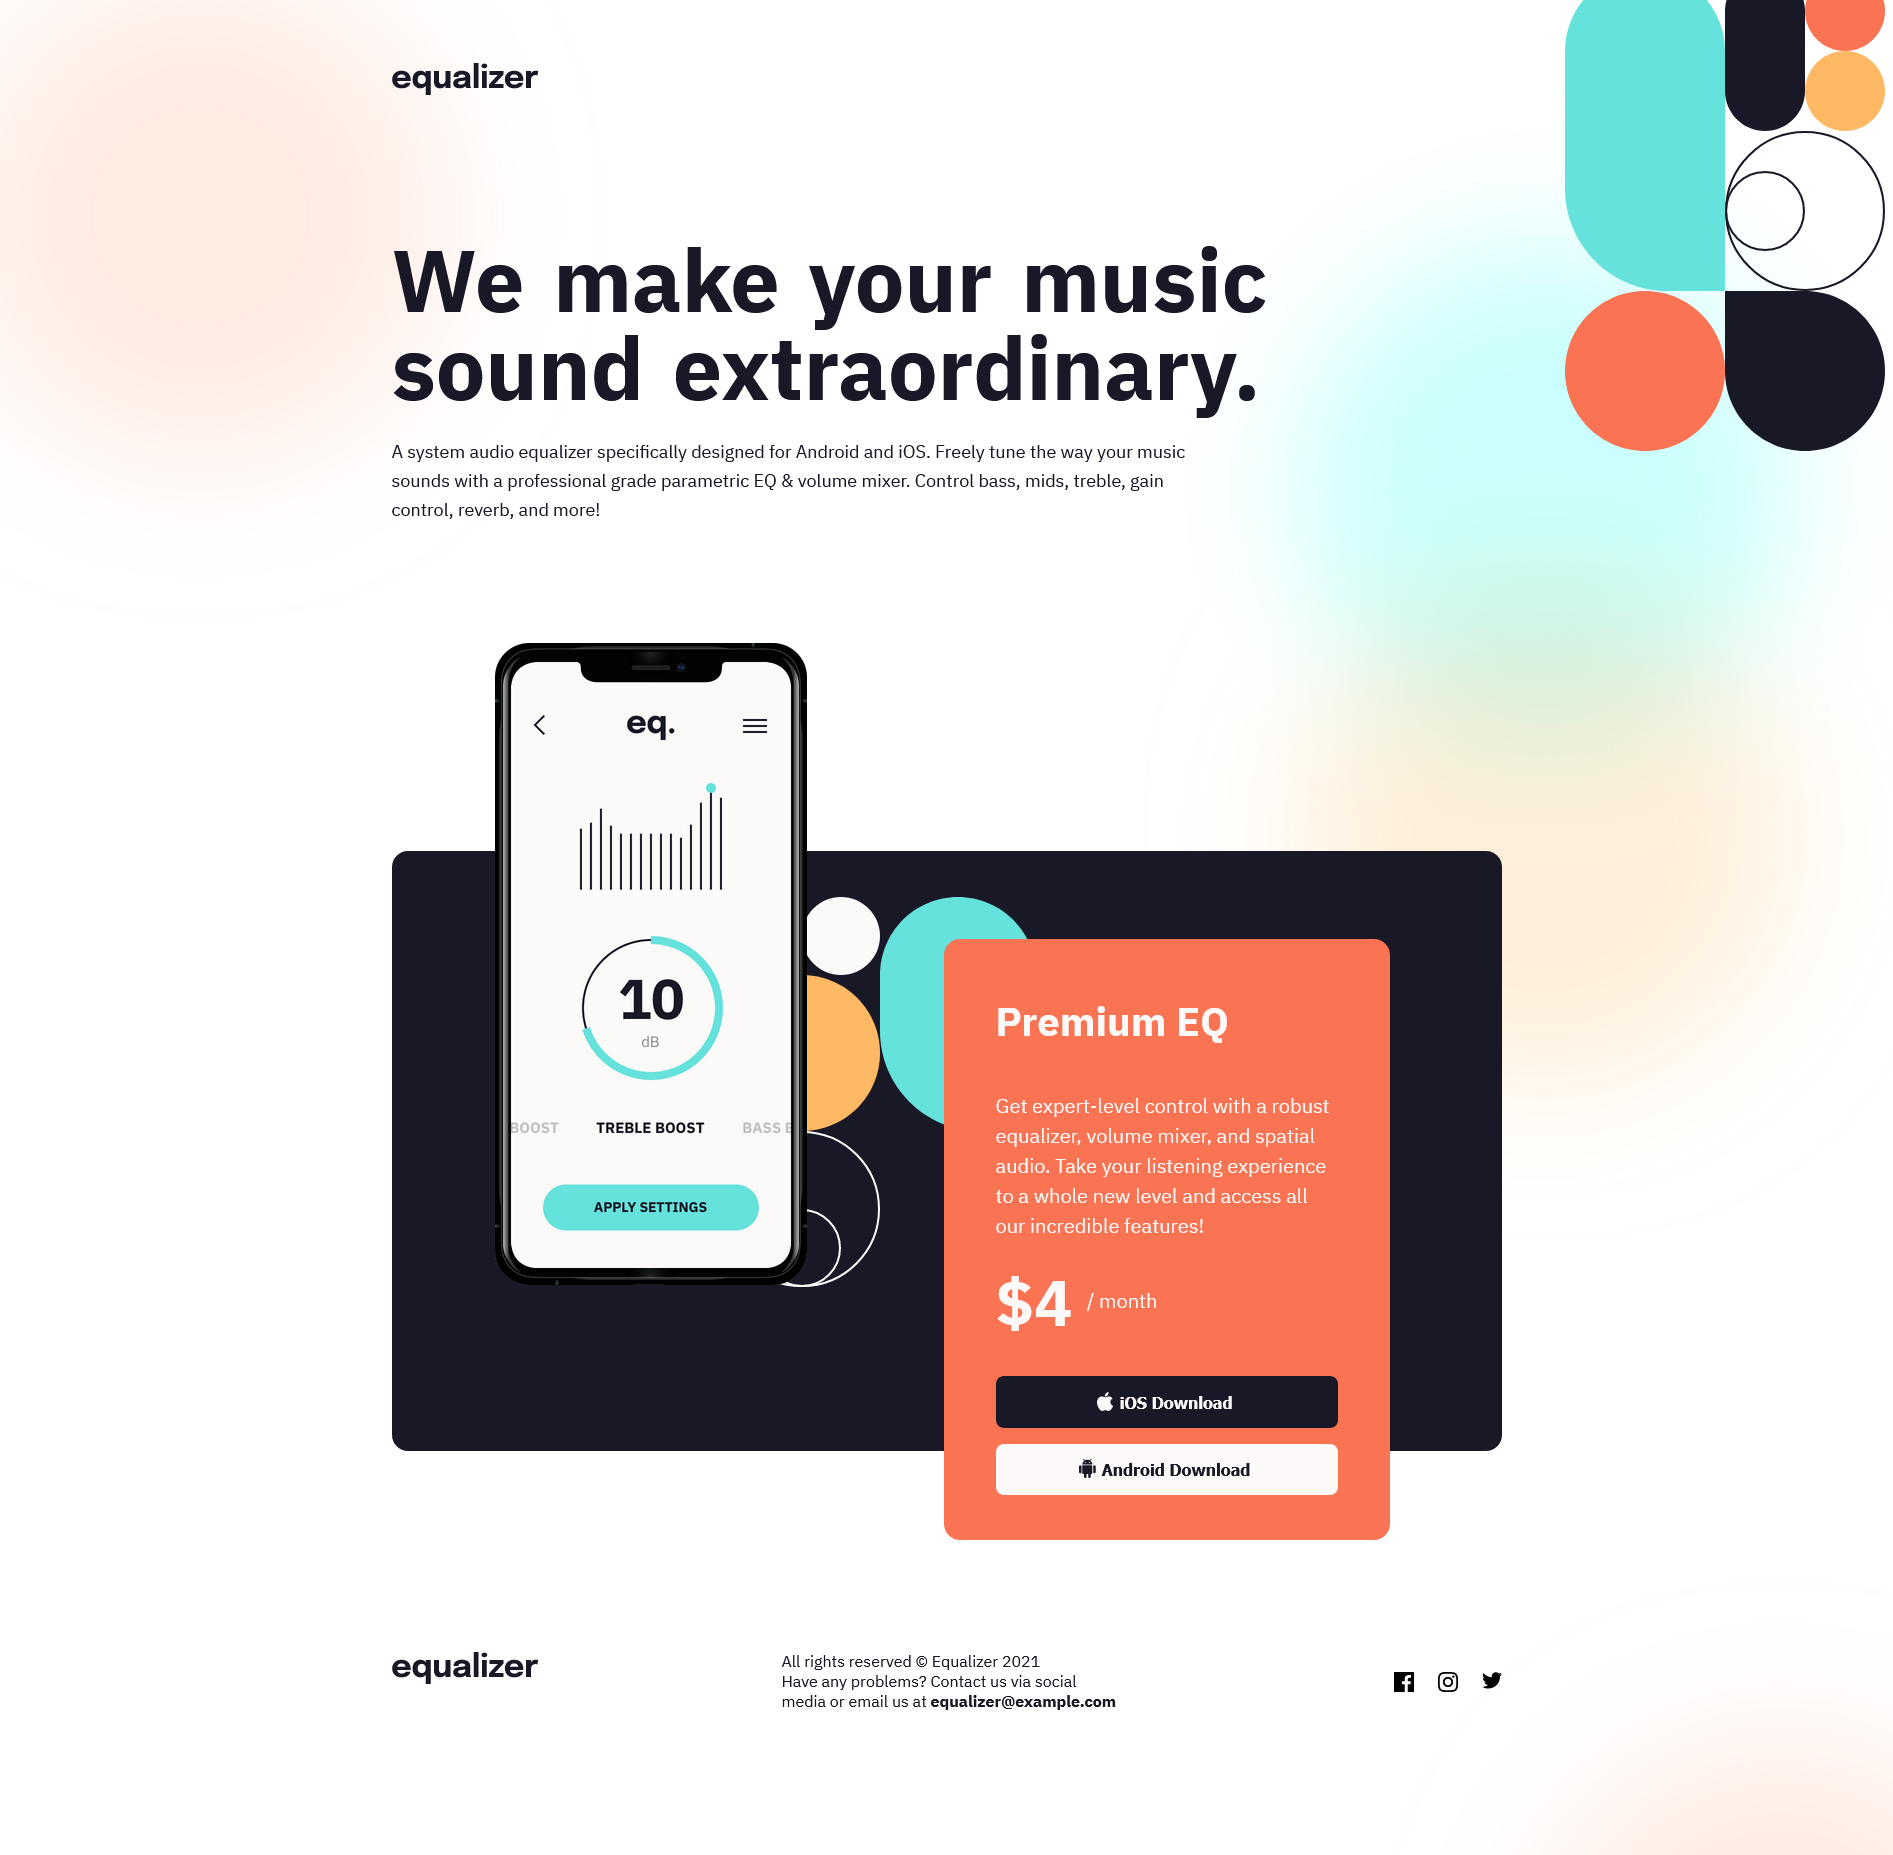 equalizer
We make your music
sound extraordinary.
A system audio equalizer specifically designed for Android and iOS. Freely tune the way your music
sounds with a professional grade parametric EQ & volume mixer. Control bass, mids, treble, gain
control, reverb, and more!
eq.
10
dB
BOOST TREBLE BOOST BASS
APPLY SETTINGS
Premium EQ
Get expert-level control with a robust
equalizer, volume mixer, and spatial
audio. Take your listening experience
to a whole new level and access all
our incredible features!
$4 / month
iOS Download
Android Download
equalizer
All rights reserved © Equalizer 2021
Have any problems? Contact us via social
media or email us at equalizer@example.com